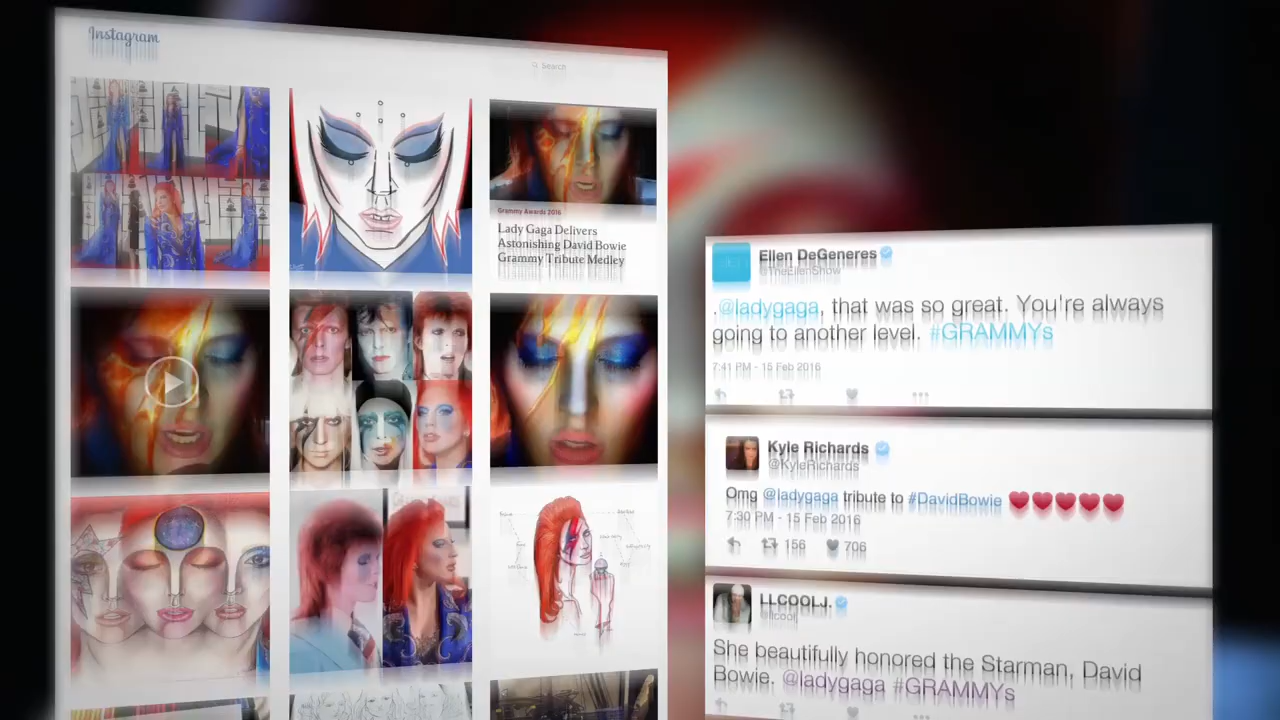 Instagram
Search
Grammy Awards 2016
Lady Gaga Delivers
Astonishing David Bowie
Grammy Tribute Medley
Ellen DeGeneres
@TheEllenShow
.@ladygaga, that was so great. You're always
going to another level. #GRAMMYs
7:41 PM - 15 Feb 2016
Kyle Richards
@KyleRichards
Omg @ladygaga tribute to #DavidBowie
7:30 PM - 15 Feb 2016
156 706
LLCOOLJ.
@llcoolj
She beautifully honored the Starman, David
Bowie. @ladygaga #GRAMMYs